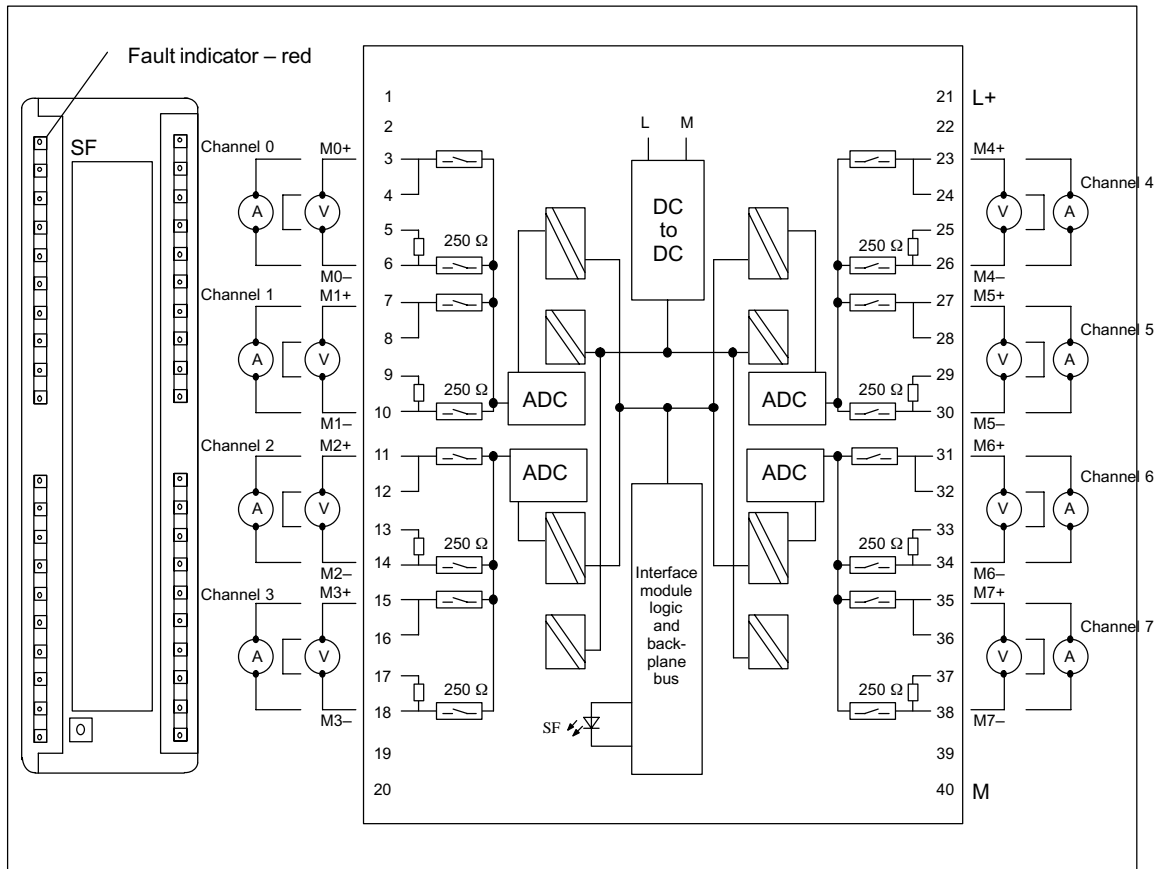 Fault indicator – red
SF
Channel 0
M0+
A
V
M0–
Channel 1
M1+
A
V
M1–
Channel 2
M2+
A
V
M2–
Channel 3
M3+
A
V
M3–
1
2
3
4
5
250 Ω
6
7
8
9
250 Ω
10
11
12
13
250 Ω
14
15
16
17
250 Ω
18
19
20
L M
DC
to
DC
ADC
ADC
ADC
ADC
Interface
module
logic
and
back-
plane
bus
SF
21 L+
22
23
24
25
250 Ω
26
27
28
29
250 Ω
30
31
32
33
250 Ω
34
35
36
37
250 Ω
38
39
40 M
M4+
Channel 4
V
A
M4–
M5+
Channel 5
V
A
M5–
M6+
Channel 6
V
A
M6–
M7+
Channel 7
V
A
M7–